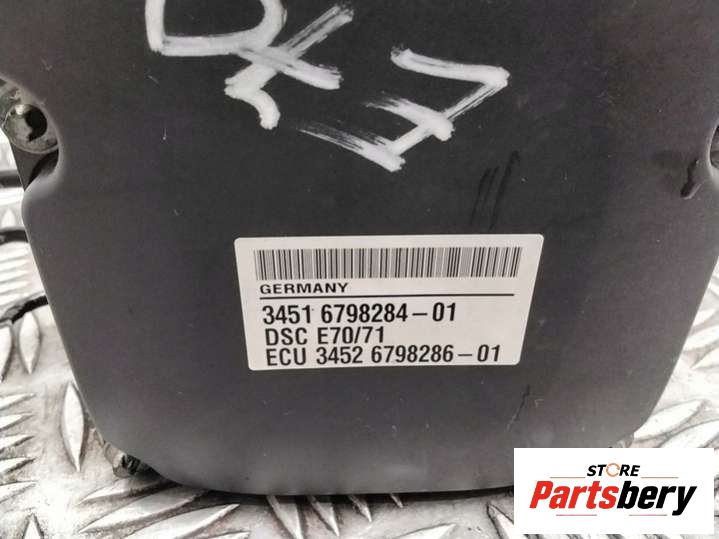 GERMANY
3451 6798284-01
DSC E70/71
ECU 3452 6798286-01
STORE
Partsbery